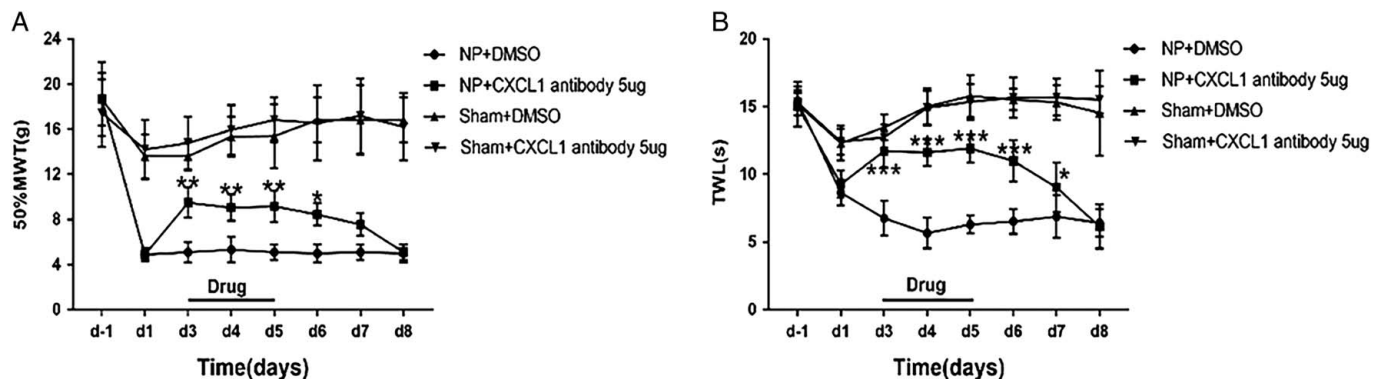 A
50%MWT(g)
24
20
16
12
8
4
0
** ** ** *
Drug
d-1 d1 d3 d4 d5 d6 d7 d8
Time(days)
NP+DMSO
NP+CXCL1 antibody 5ug
Sham+DMSO
Sham+CXCL1 antibody 5ug
B
TWL(s)
20
15
10
5
0
*** *** *** *** *
Drug
d-1 d1 d3 d4 d5 d6 d7 d8
Time(days)
NP+DMSO
NP+CXCL1 antibody 5ug
Sham+DMSO
Sham+CXCL1 antibody 5ug